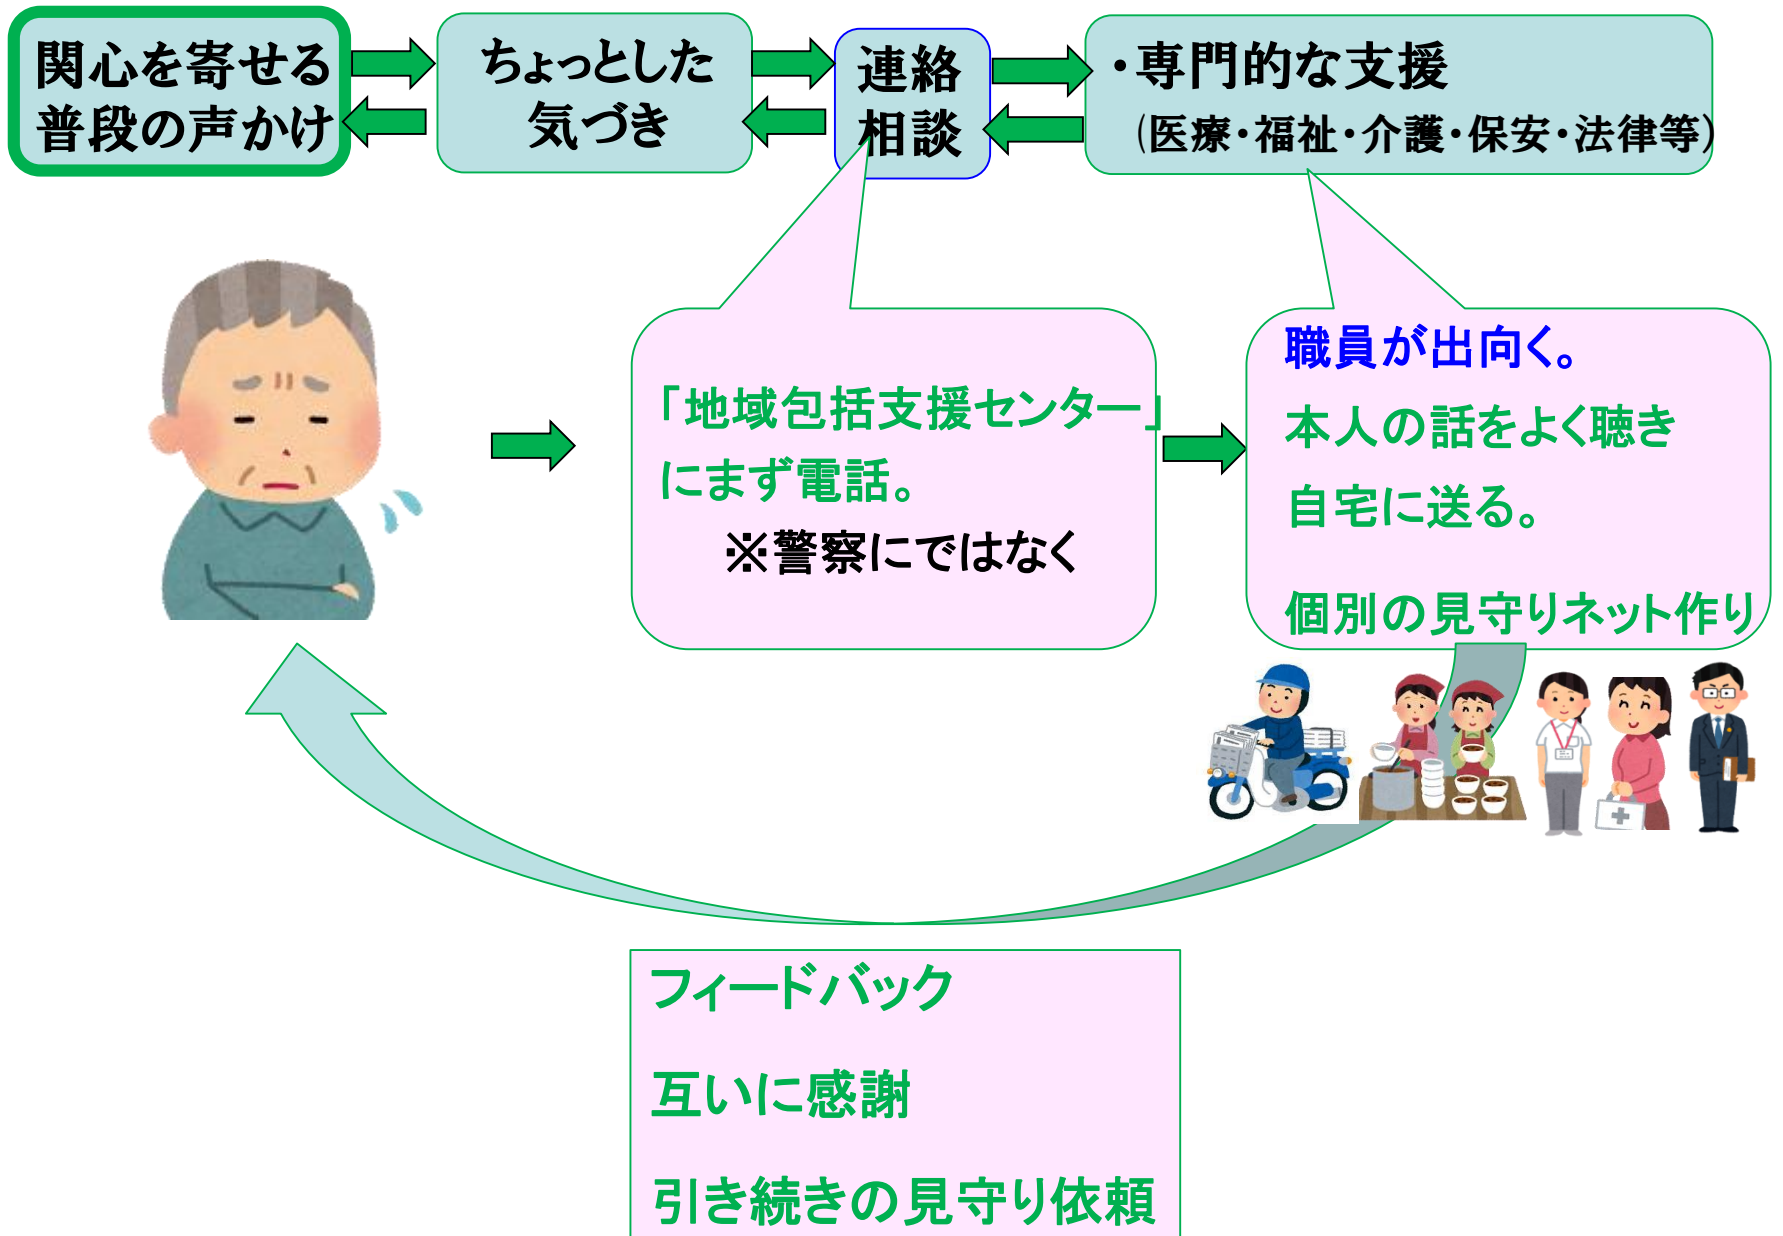 関心を寄せる
普段の声かけ
ちょっとした
気づき
連絡
相談
・専門的な支援
(医療・福祉・介護・保安・法律等)
「地域包括支援センター」
にまず電話。
※警察にではなく
職員が出向く。
本人の話をよく聴き
自宅に送る。
個別の見守りネット作り
フィードバック
互いに感謝
引き続きの見守り依頼